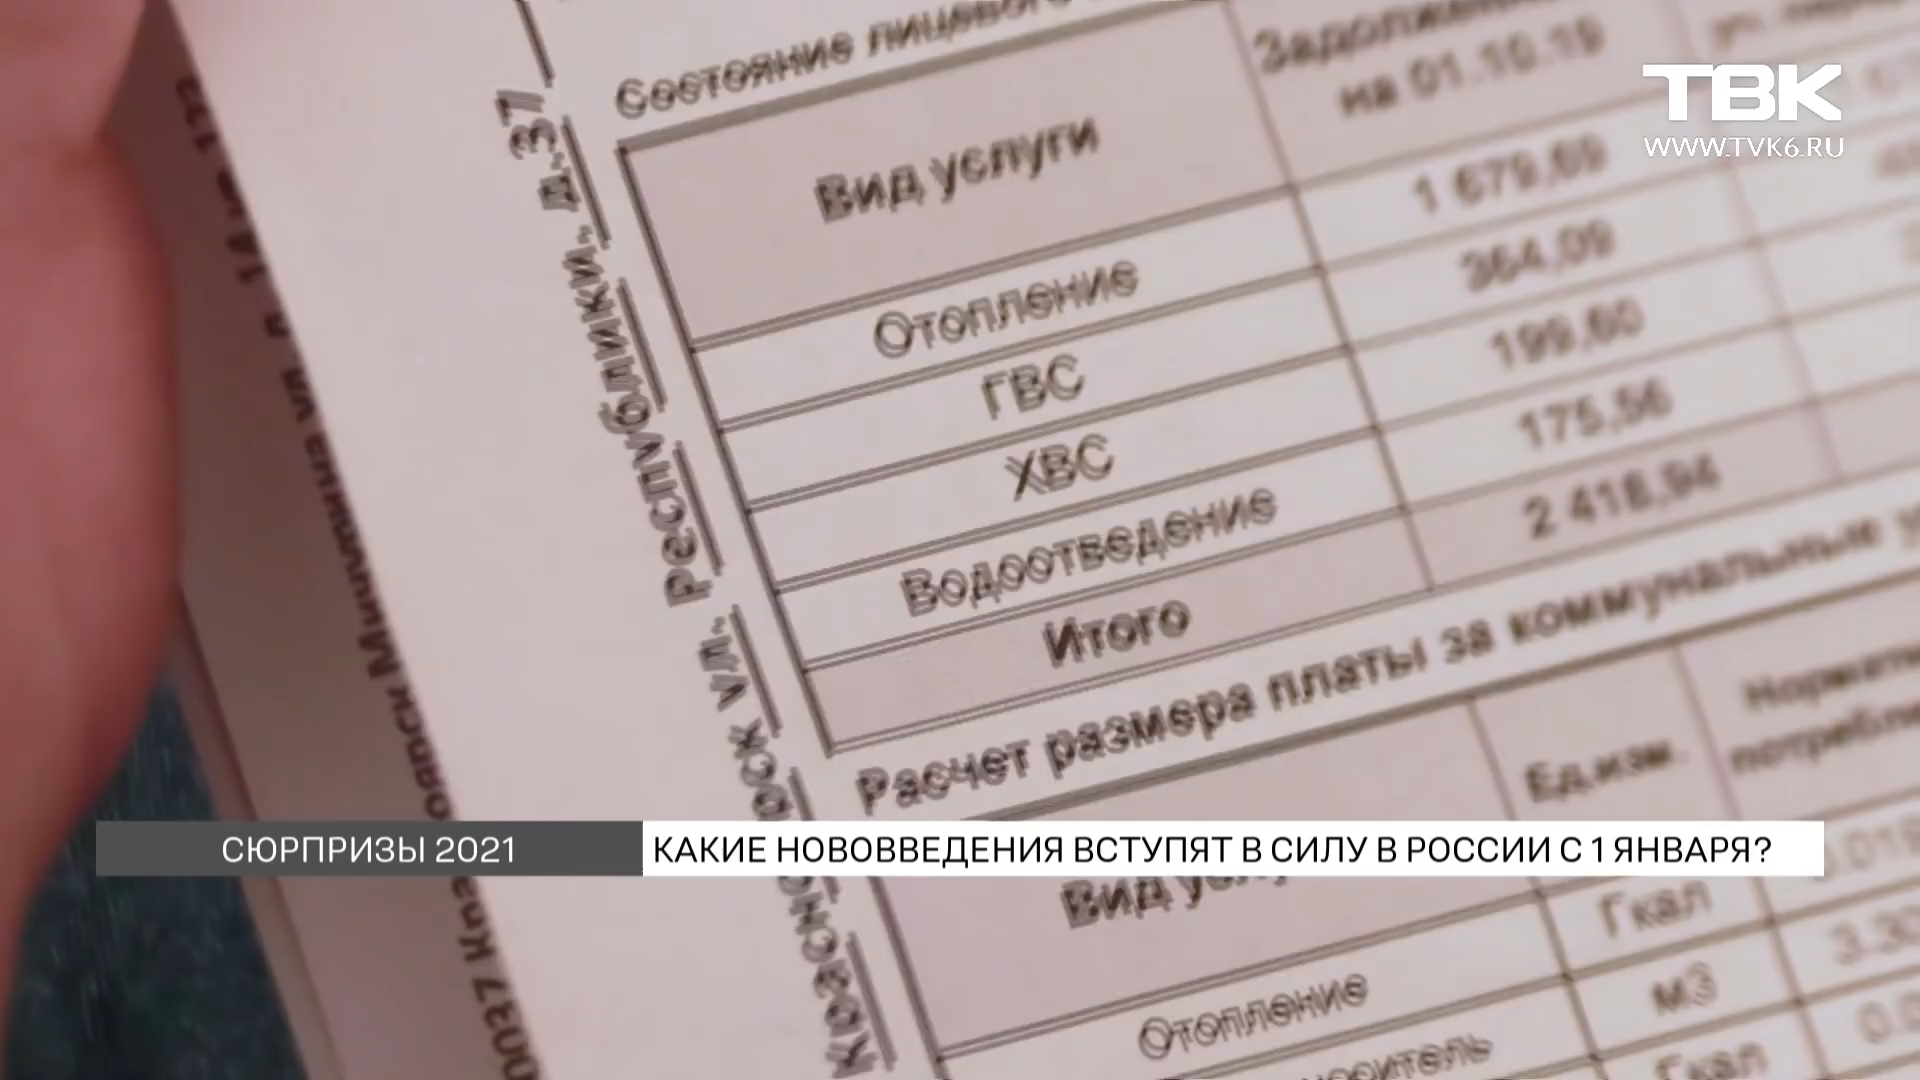 ТВК
WWW.TVK6.RU
Состояние лицевого
Вид услуги
на 01.10.19
Отопление 1 679,69
ГВС 364,09
ХВС 199,60
Водоотведение 175,56
Итого 2 418,94
Расчет размера платы за коммунальные
Вид Ед.изм.
Отопление Гкал
м3
Гкал
ул. Республики, д. 37
СЮРПРИЗЫ 2021
КАКИЕ НОВОВВЕДЕНИЯ ВСТУПЯТ В СИЛУ В РОССИИ С 1 ЯНВАРЯ?